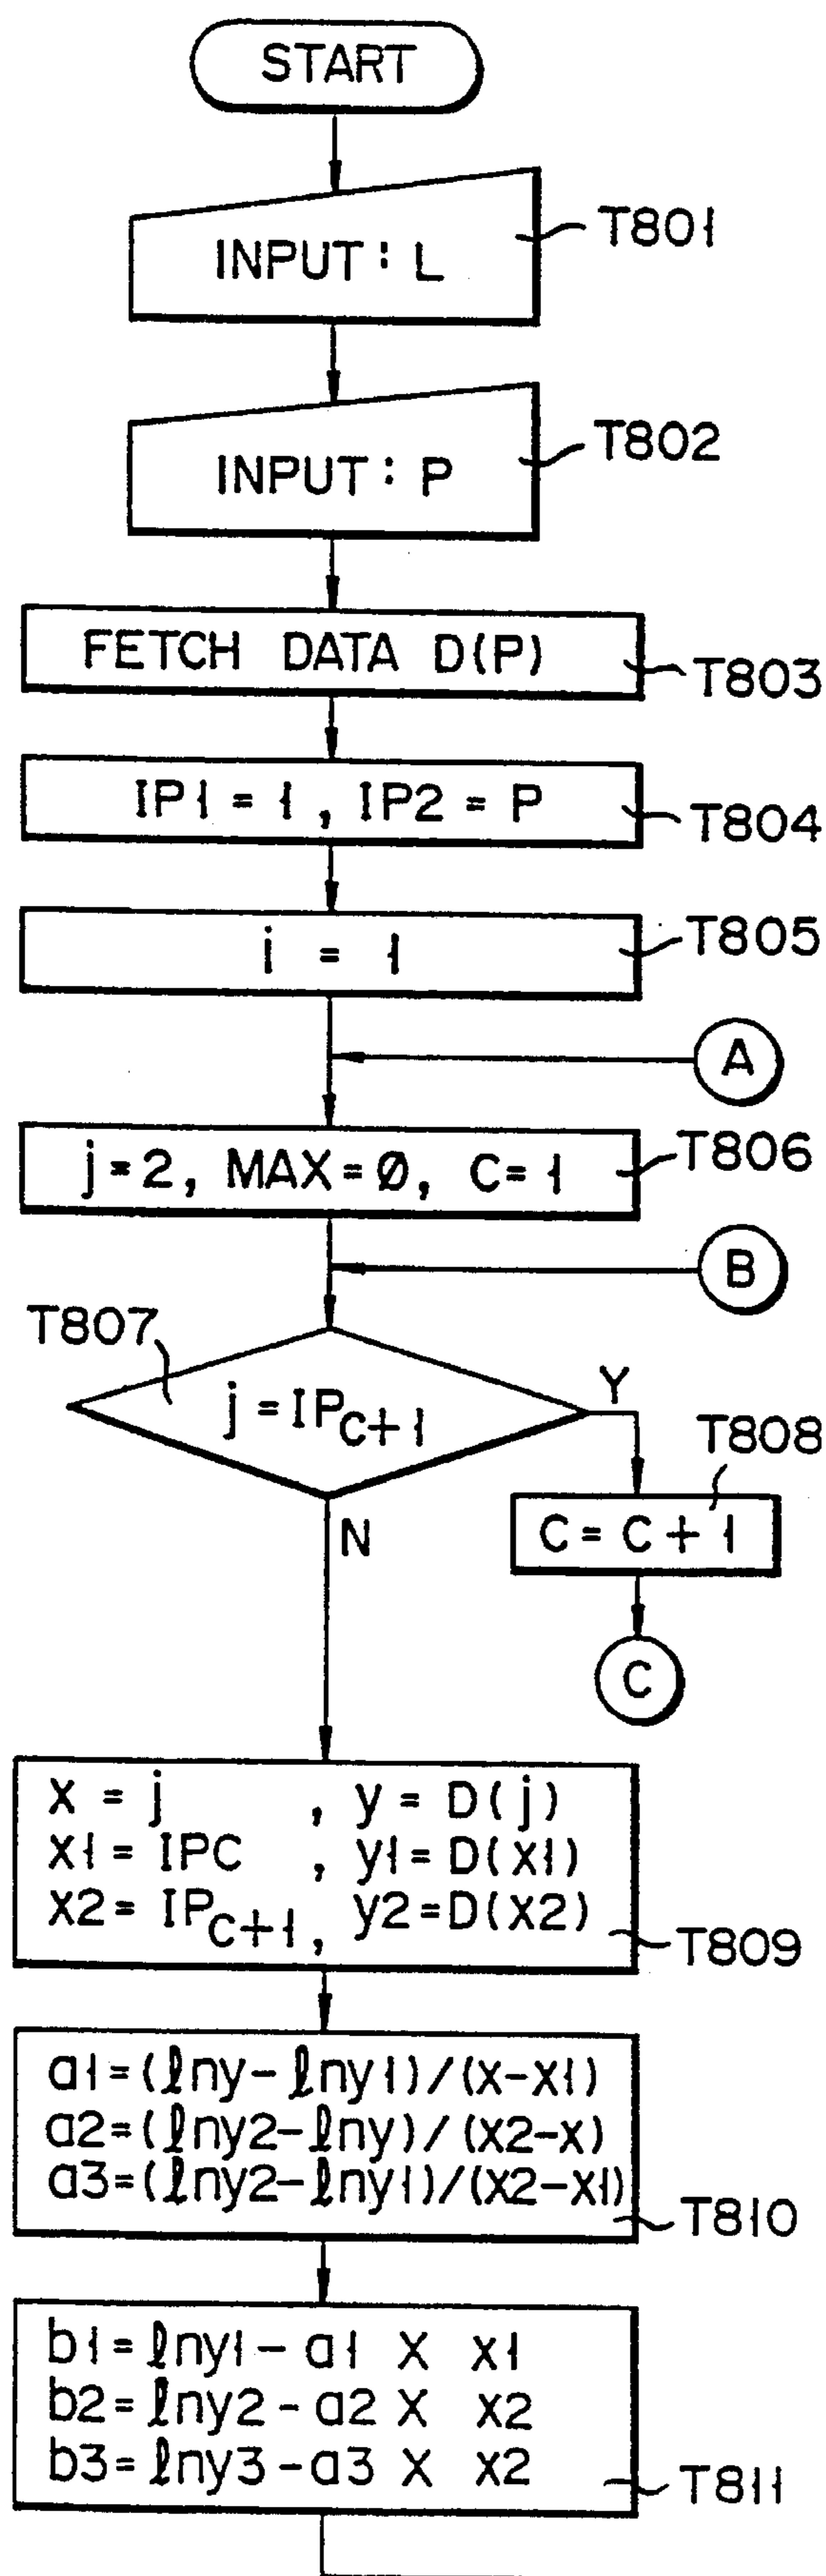 START
INPUT : L
T801
INPUT : P
T802
FETCH DATA D(P)
T803
IP1 = 1 , IP2 = P
T804
i = 1
T805
A
j=2, MAX=Ø, C=1
T806
B
T807
j = IPC+1
Y
N
T808
C = C + 1
C
x = j , y = D(j)
x1 = IPC , y1 = D(x1)
x2 = IPC+1, y2 = D(x2)
T809
a1=(ℓny-ℓny1)/(x-x1)
a2=(ℓny2-ℓny)/(x2-x)
a3=(ℓny2-ℓny1)/(x2-x1)
T810
b1=ℓny1-a1 X x1
b2=ℓny2-a2 X x2
b3=ℓny3-a3 X x2
T811